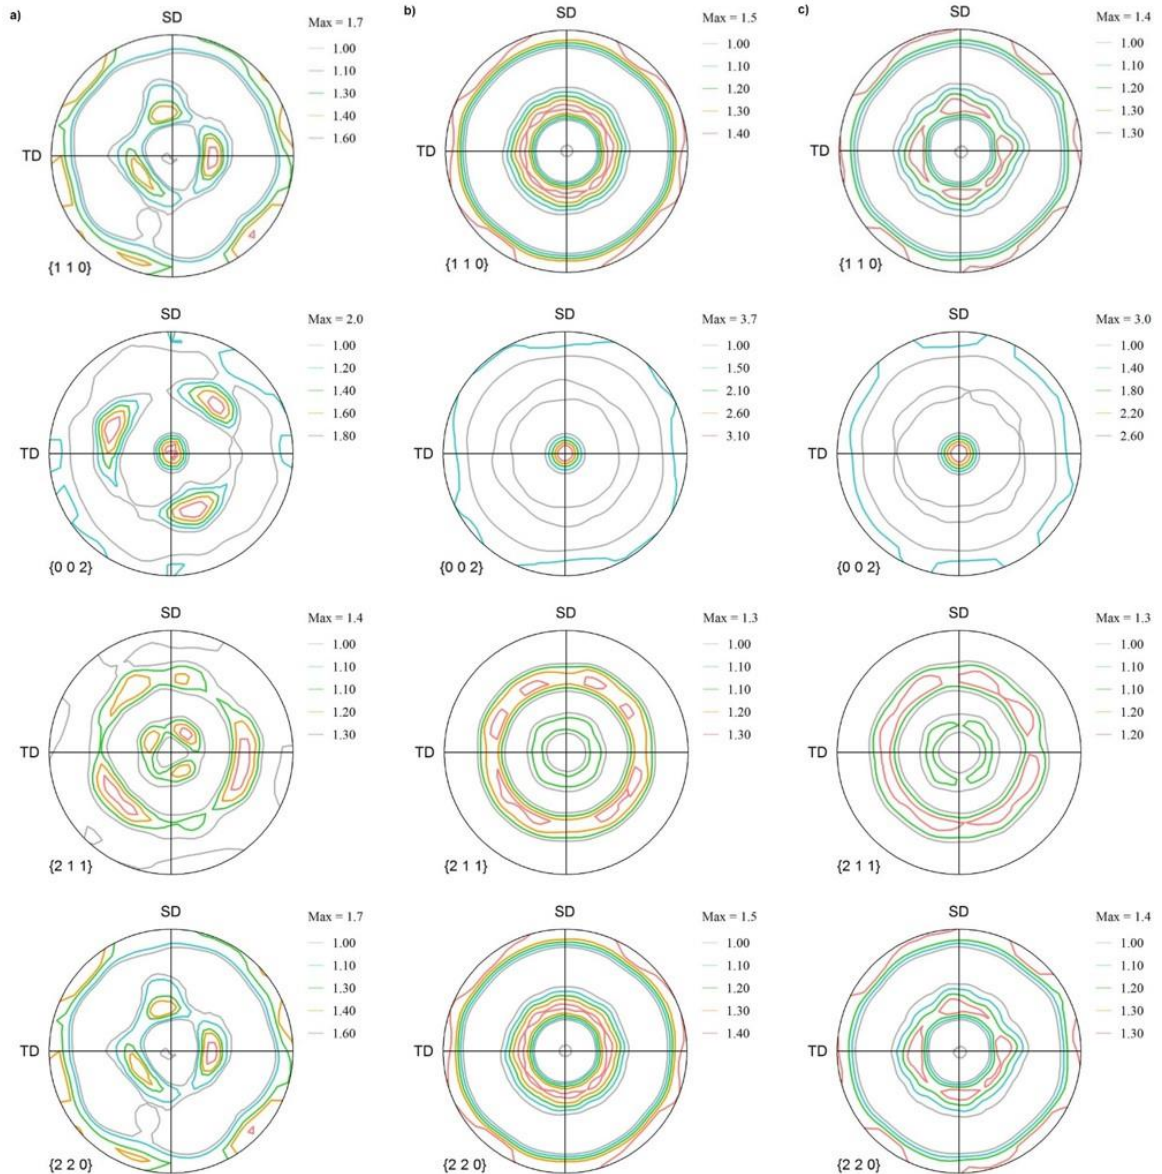 a)
SD
Max = 1.7
1.00
1.10
1.30
1.40
1.60
TD
{1 1 0}
b)
SD
Max = 1.5
1.00
1.10
1.20
1.30
1.40
TD
{1 1 0}
c)
SD
Max = 1.4
1.00
1.10
1.20
1.30
1.30
TD
{1 1 0}
SD
Max = 2.0
1.00
1.20
1.40
1.60
1.80
TD
{0 0 2}
SD
Max = 3.7
1.00
1.50
2.10
2.60
3.10
TD
{0 0 2}
SD
Max = 3.0
1.00
1.40
1.80
2.20
2.60
TD
{0 0 2}
SD
Max = 1.4
1.00
1.10
1.10
1.20
1.30
TD
{2 1 1}
SD
Max = 1.3
1.00
1.10
1.10
1.20
1.30
TD
{2 1 1}
SD
Max = 1.3
1.00
1.10
1.10
1.20
1.20
TD
{2 1 1}
SD
Max = 1.7
1.00
1.10
1.30
1.40
1.60
TD
{2 2 0}
SD
Max = 1.5
1.00
1.10
1.20
1.30
1.40
TD
{2 2 0}
SD
Max = 1.4
1.00
1.10
1.20
1.30
1.30
TD
{2 2 0}